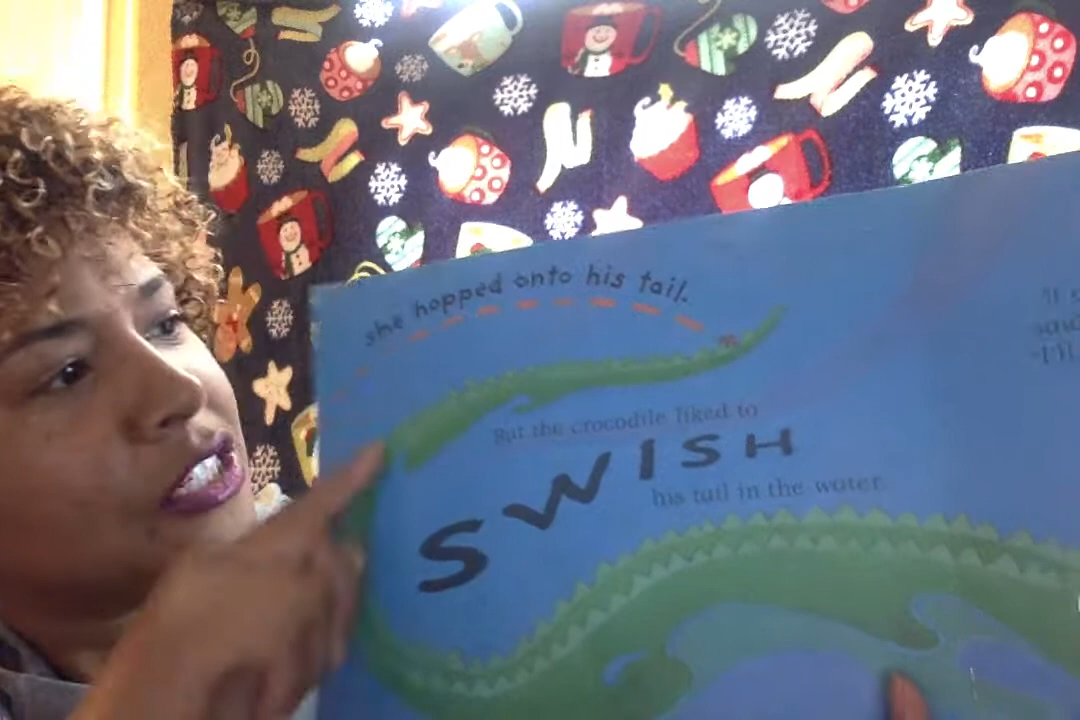 she hopped onto his tail.
But the crocodile liked to
SWISH
his tail in the water.